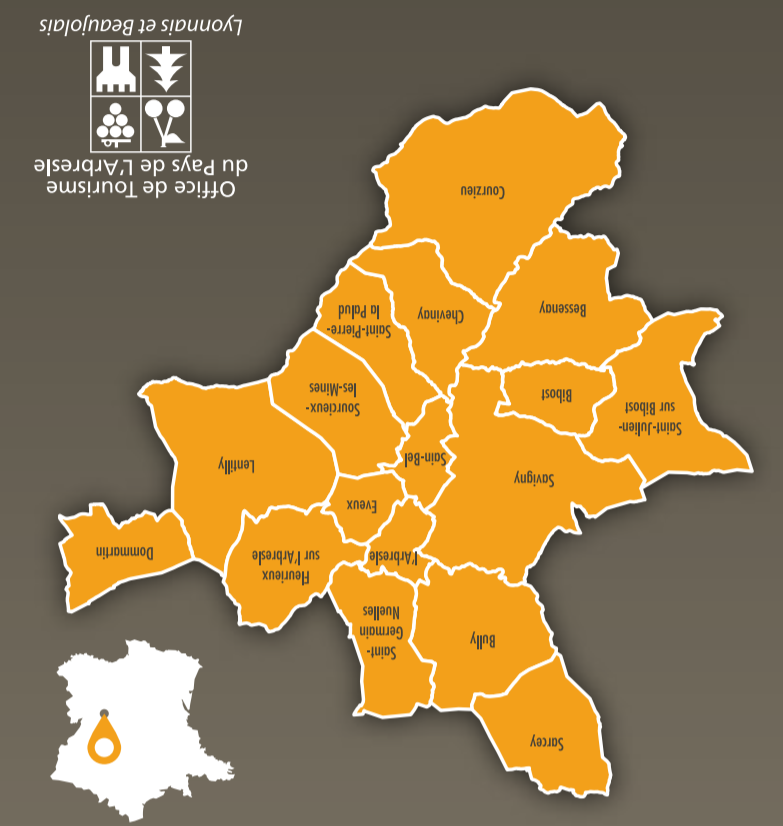 Sarcey
Bully
Saint-
Germain
Nuelles
Dommartin
Fleurieux
sur l'Arbresle
l'Arbresle
Eveux
Lentilly
Savigny
Sain-Bel
Saint-Julien-
sur Bibost
Bibost
Sourcieux-
les-Mines
Bessenay
Chevinay
Saint-Pierre-
la Palud
Courzieu
Office de Tourisme
du Pays de L'Arbresle
Lyonnais et Beaujolais